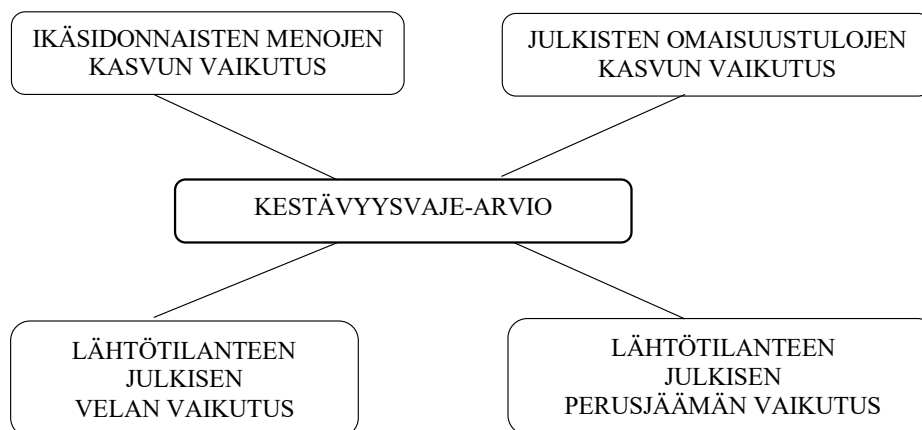 IKÄSIDONNAISTEN MENOJEN
KASVUN VAIKUTUS
JULKISTEN OMAISUUSTULOJEN
KASVUN VAIKUTUS
KESTÄVYYSVAJE-ARVIO
LÄHTÖTILANTEEN
JULKISEN
VELAN VAIKUTUS
LÄHTÖTILANTEEN
JULKISEN
PERUSJÄÄMÄN VAIKUTUS